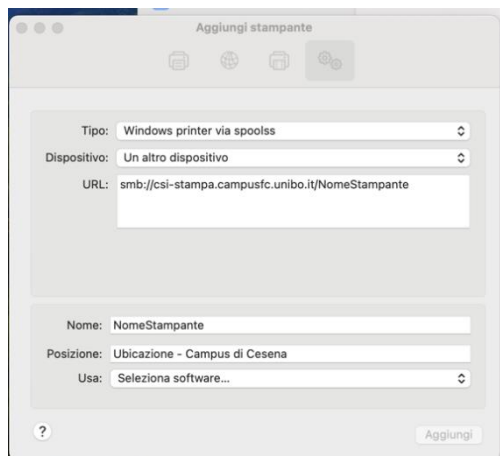 Aggiungi stampante
Tipo: Windows printer via spoolss
Dispositivo: Un altro dispositivo
URL: smb://csi-stampa.campusfc.unibo.it/NomeStampante
Nome: NomeStampante
Posizione: Ubicazione - Campus di Cesena
Usa: Seleziona software...
? Aggiungi